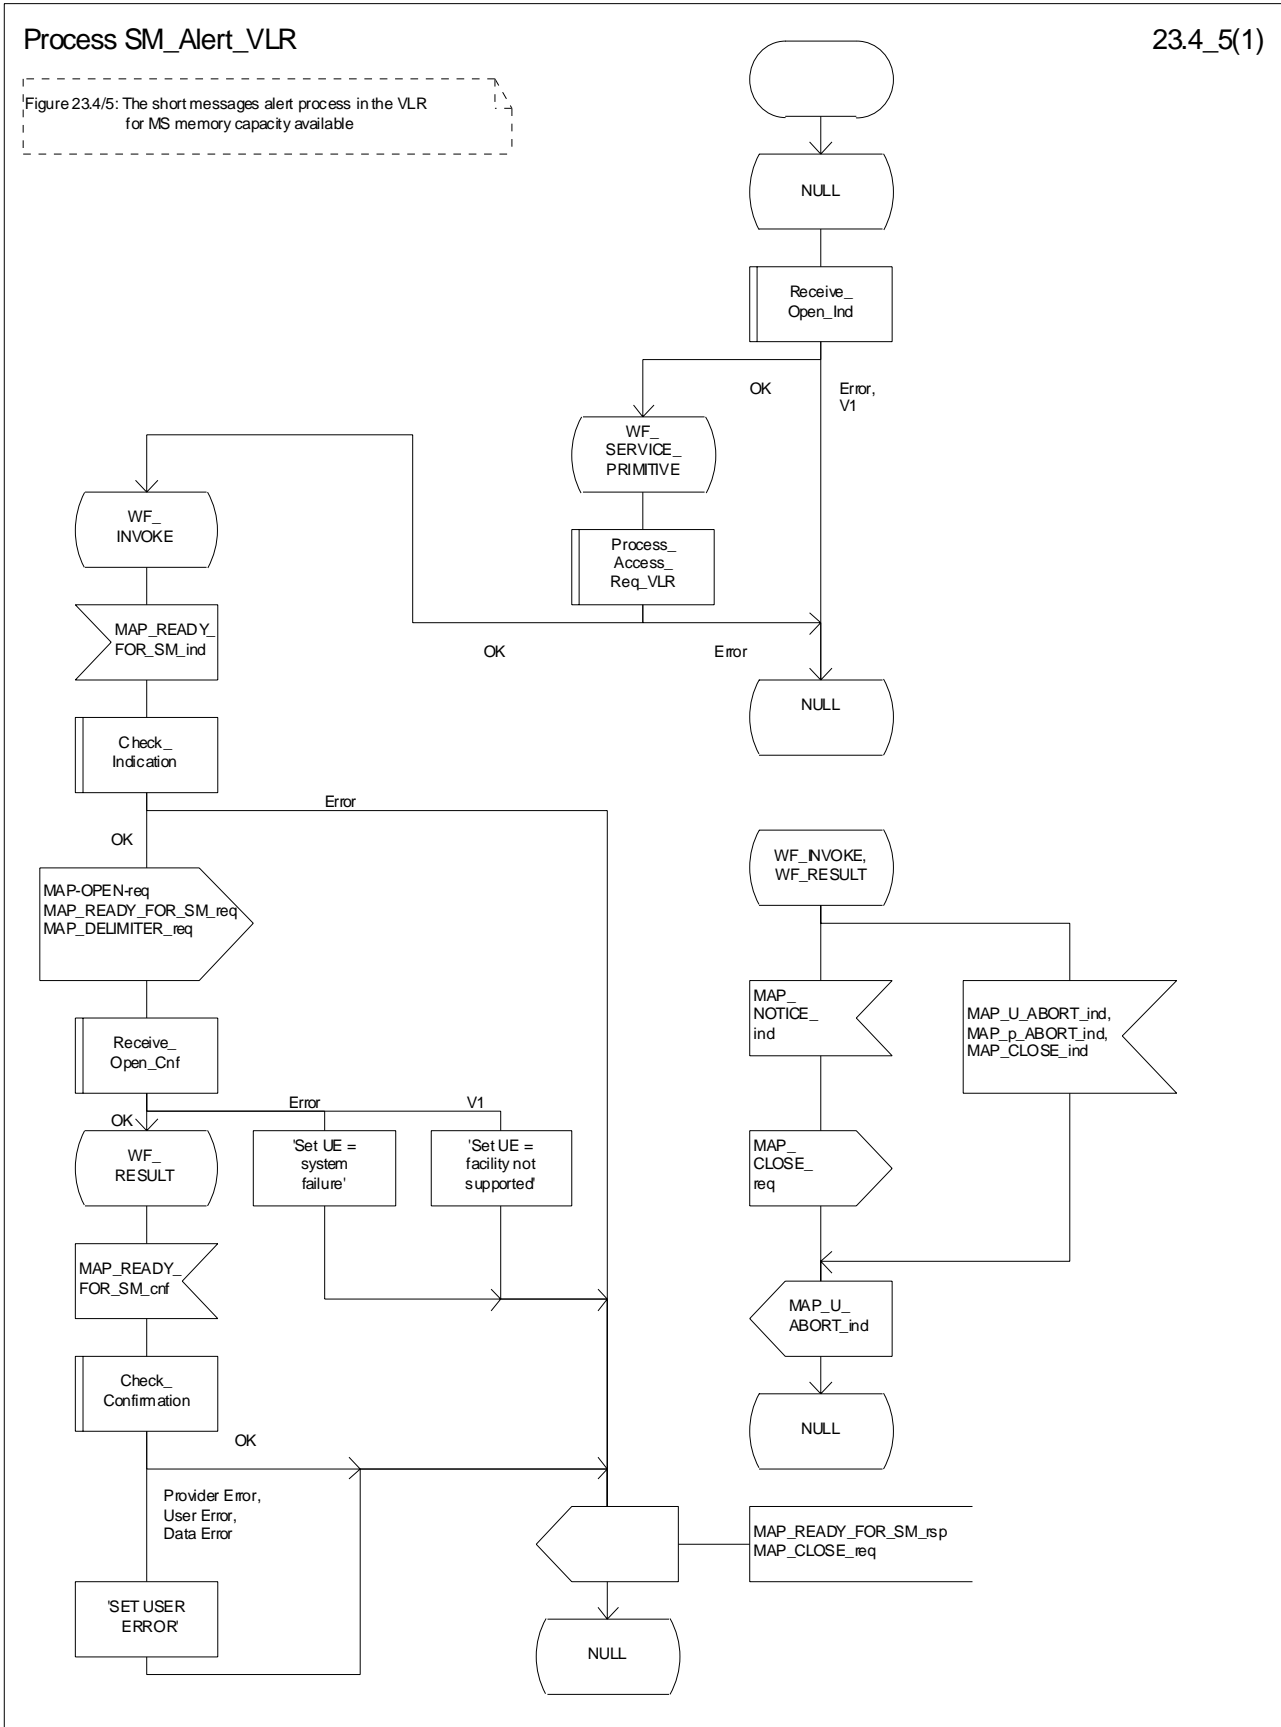 Process SM_Alert_VLR
23.4_5(1)
Figure 23.4/5: The short messages alert process in the VLR
for MS memory capacity available
NULL
Receive_
Open_Ind
OK
Error,
V1
WF_
SERVICE_
PRIMITIVE
WF_
INVOKE
Process_
Access_
Req_VLR
MAP_READY_
FOR_SM_ind
OK
Error
NULL
Check_
Indication
Error
OK
WF_INVOKE,
WF_RESULT
MAP-OPEN-req
MAP_READY_FOR_SM_req
MAP_DELIMITER_req
MAP_
NOTICE_
ind
MAP_U_ABORT_ind,
MAP_p_ABORT_ind,
MAP_CLOSE_ind
Receive_
Open_Cnf
Error
V1
OK
WF_
RESULT
'Set UE =
system
failure'
'Set UE =
facility not
supported'
MAP_
CLOSE_
req
MAP_READY_
FOR_SM_cnf
MAP_U_
ABORT_ind
Check_
Confirmation
NULL
OK
Provider Error,
User Error,
Data Error
MAP_READY_FOR_SM_rsp
MAP_CLOSE_req
'SET USER
ERROR'
NULL